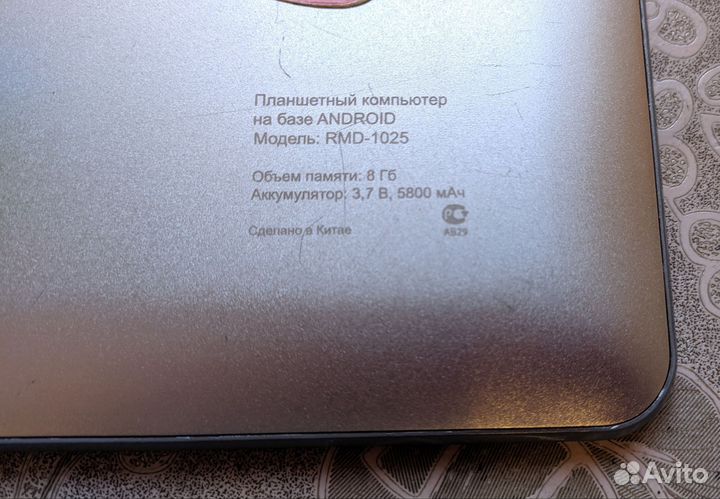 Планшетный компьютер
на базе ANDROID
Модель: RMD-1025
Объем памяти: 8 Гб
Аккумулятор: 3,7 В, 5800 мАч
Сделано в Китае
АВ29
Avito